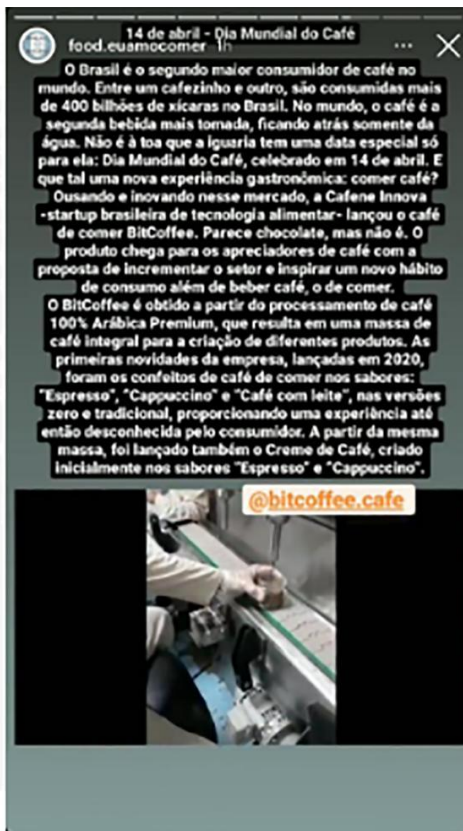 14 de abril - Dia Mundial do Café
food.euamocomer 1h
O Brasil é o segundo maior consumidor de café no
mundo. Entre um cafezinho e outro, são consumidas mais
de 400 bilhões de xícaras no Brasil. No mundo, o café é a
segunda bebida mais tomada, ficando atrás somente da
água. Não é à toa que a iguaria tem uma data especial só
para ela: Dia Mundial do Café, celebrado em 14 de abril. E
que tal uma nova experiência gastronômica: comer café?
Ousando e inovando nesse mercado, a Cafene Innova
-startup brasileira de tecnologia alimentar- lançou o café
de comer BitCoffee. Parece chocolate, mas não é. O
produto chega para os apreciadores de café com a
proposta de incrementar o setor e inspirar um novo hábito
de consumo além de beber café, o de comer.
O BitCoffee é obtido a partir do processamento de café
100% Arábica Premium, que resulta em uma massa de
café integral para a criação de diferentes produtos. As
primeiras novidades da empresa, lançadas em 2020,
foram os confeitos de café de comer nos sabores:
"Espresso", "Cappuccino" e "Café com leite", nas versões
zero e tradicional, proporcionando uma experiência até
então desconhecida pelo consumidor. A partir da mesma
massa, foi lançado também o Creme de Café, criado
inicialmente nos sabores "Espresso" e "Cappuccino".
@bitcoffee.cafe